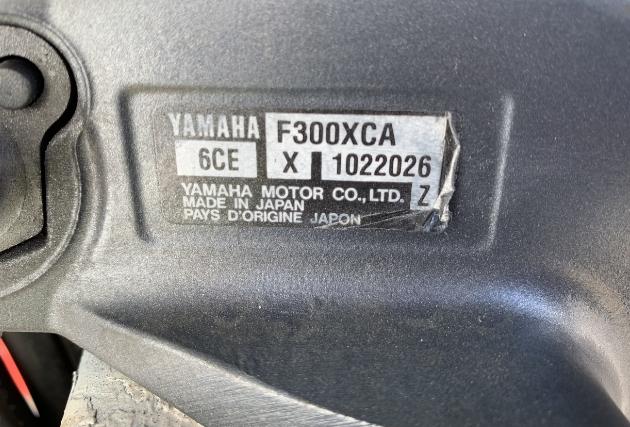 YAMAHA F300XCA
6CE X 1022026
YAMAHA MOTOR CO., LTD. Z
MADE IN JAPAN
PAYS D'ORIGINE JAPON